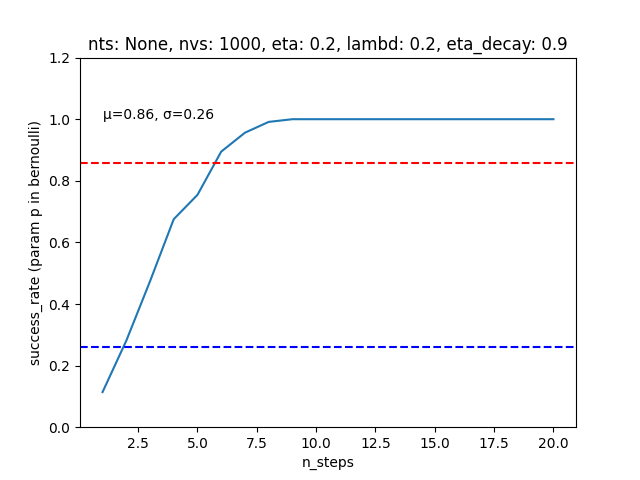 nts: None, nvs: 1000, eta: 0.2, lambd: 0.2, eta_decay: 0.9
1.2
μ=0.86, σ=0.26
1.0
0.8
0.6
0.4
0.2
0.0
success_rate (param p in bernoulli)
2.5 5.0 7.5 10.0 12.5 15.0 17.5 20.0
n_steps